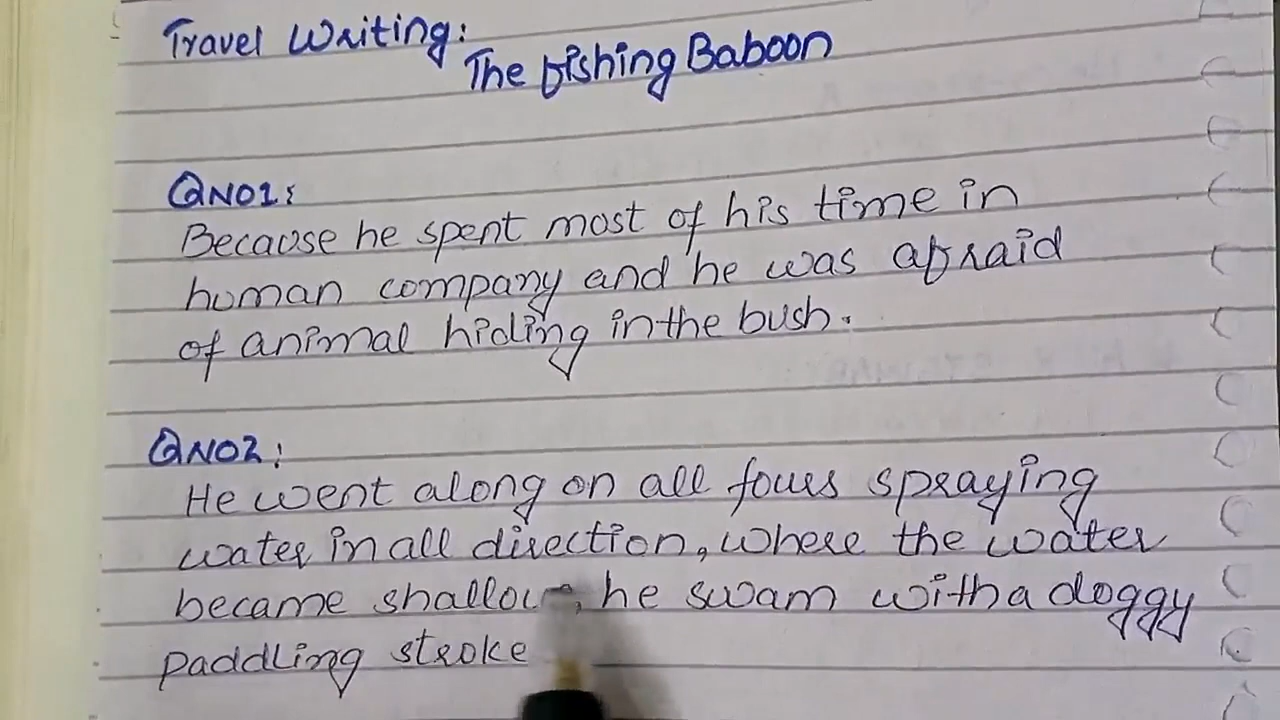 Travel Writing:
The fishing Baboon
QNO1:
Because he spent most of his time in
human company and he was afraid
of animal hiding in the bush.
QNO2:
He went along on all fours spraying
water in all direction, where the water
became shallow, he swam with a doggy
paddling stroke